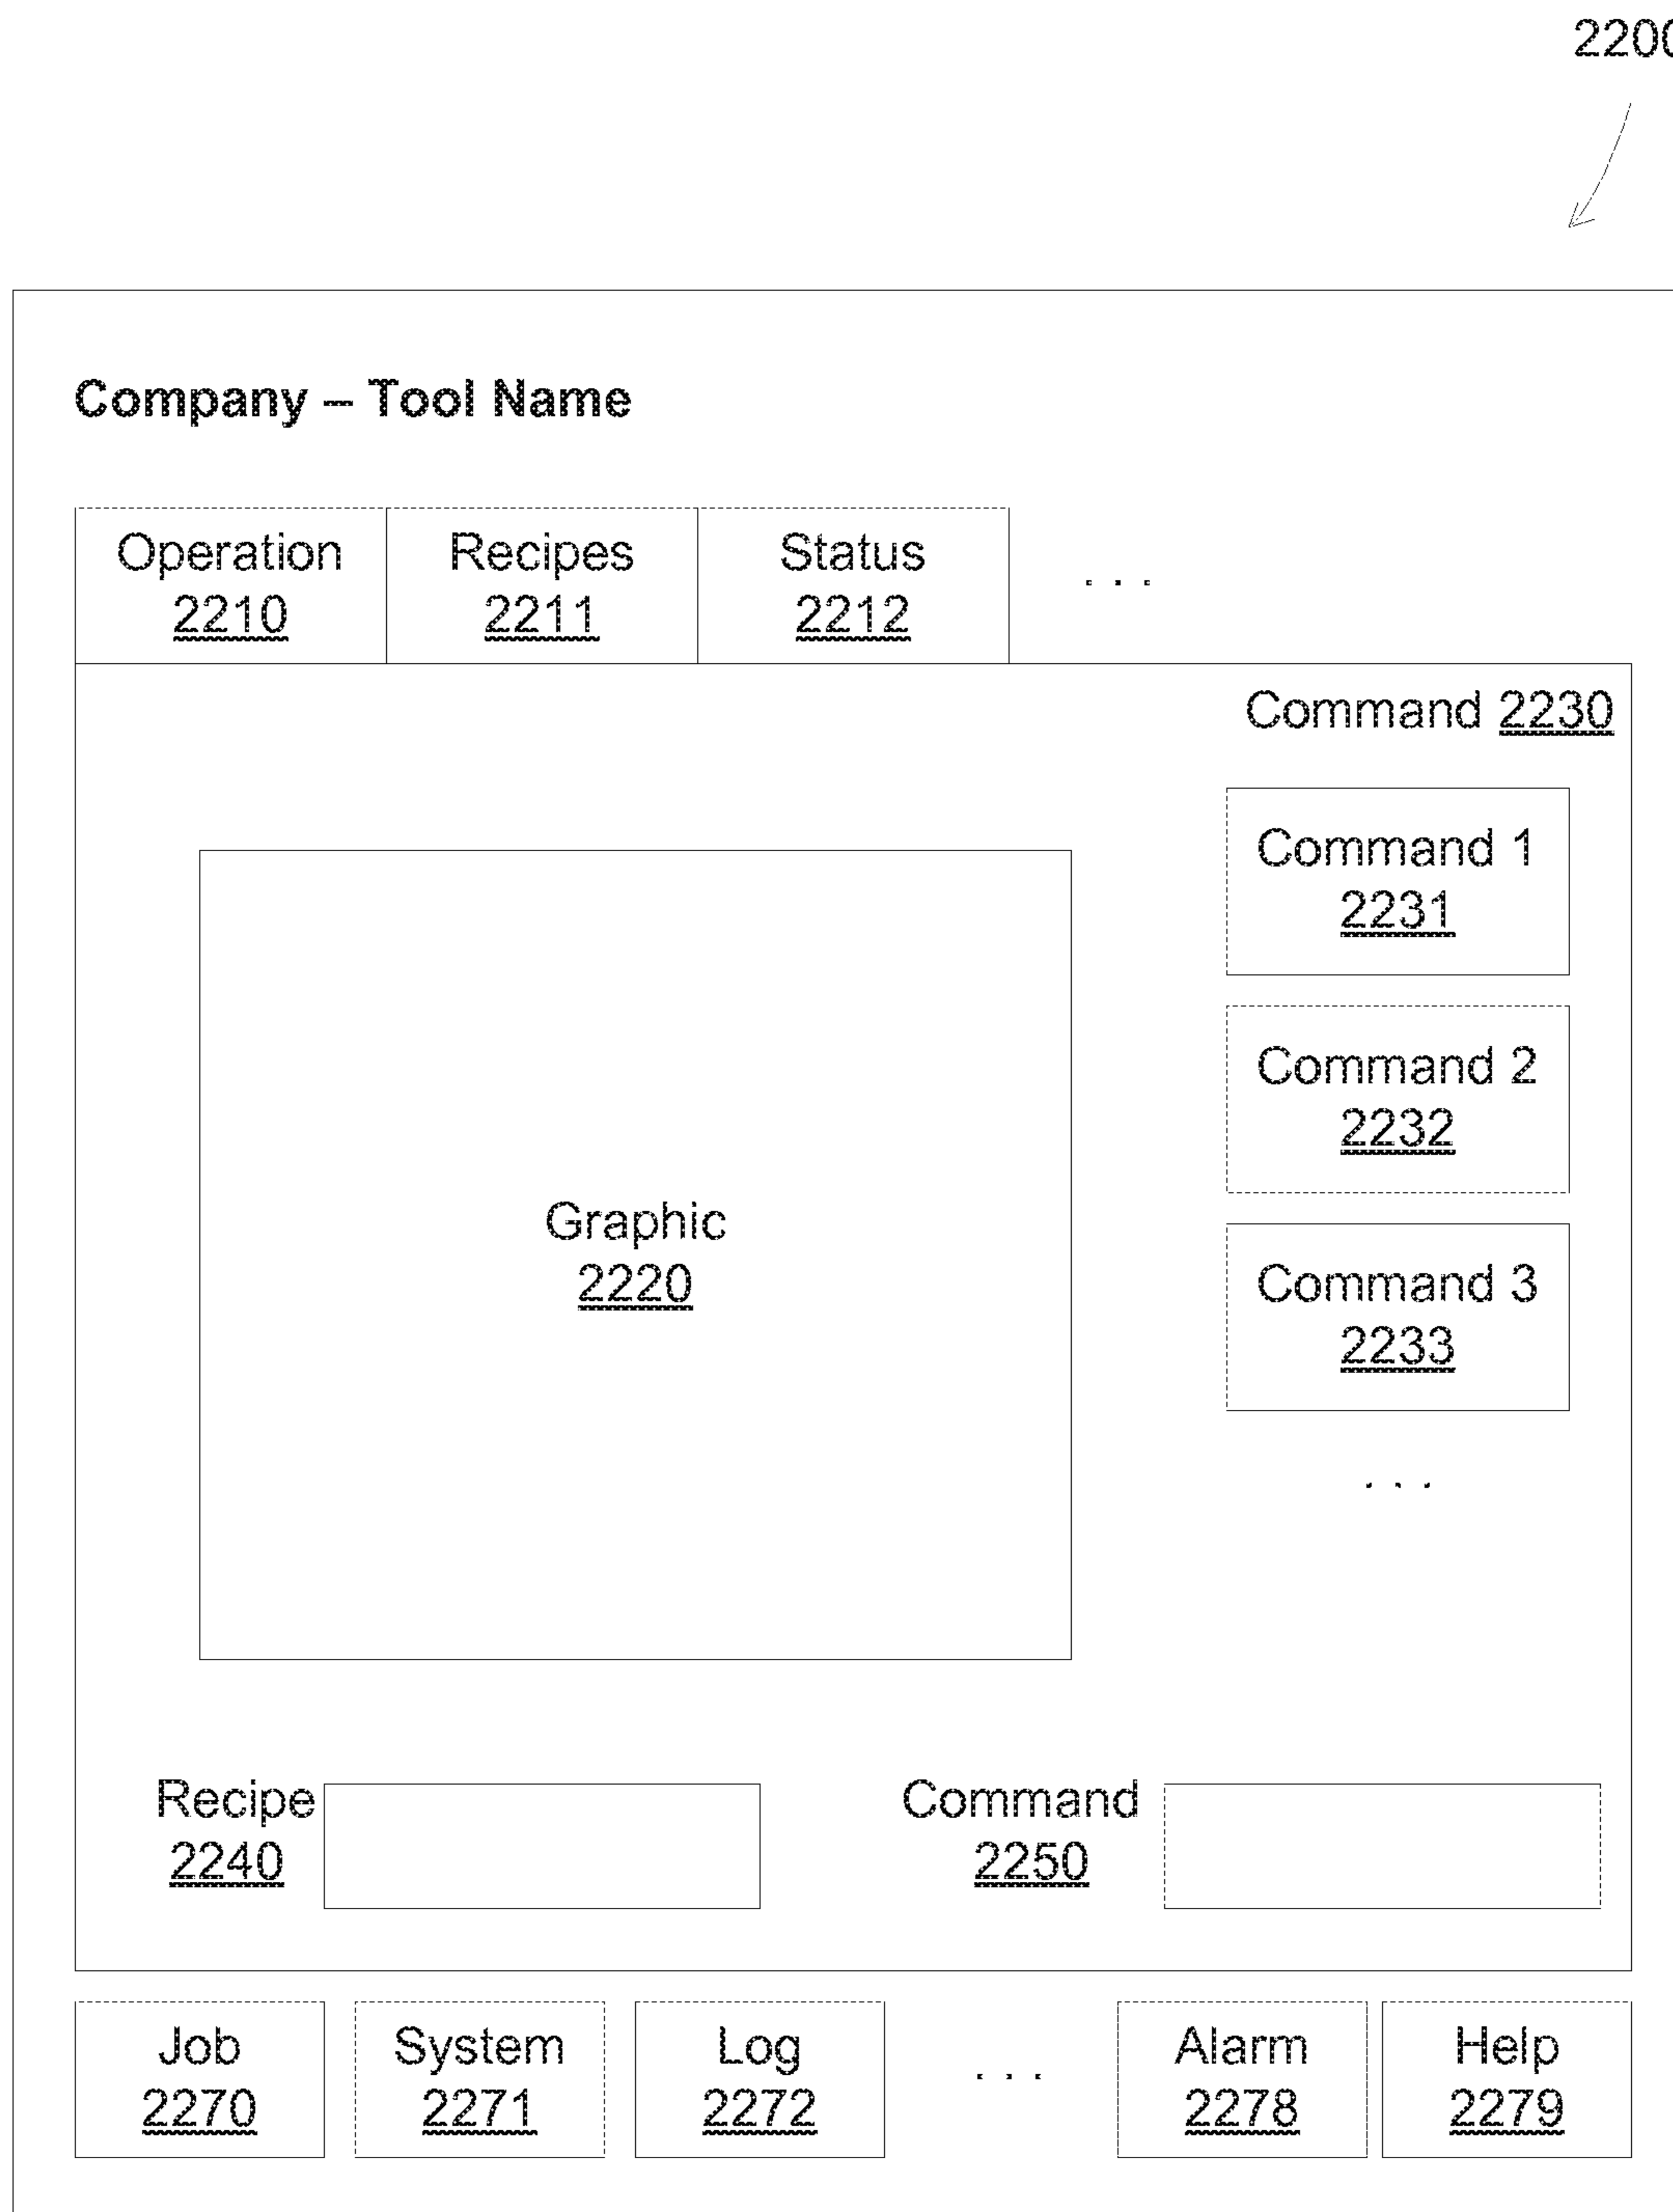 2200
Company – Tool Name
Operation
2210
Recipes
2211
Status
2212
. . .
Command 2230
Command 1
2231
Command 2
2232
Command 3
2233
. . .
Graphic
2220
Recipe
2240
Command
2250
Job
2270
System
2271
Log
2272
. . .
Alarm
2278
Help
2279